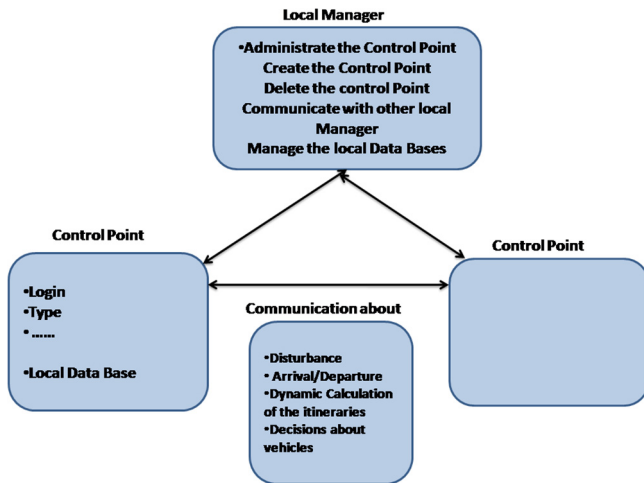 Local Manager
•Administrate the Control Point
Create the Control Point
Delete the control Point
Communicate with other local
Manager
Manage the local Data Bases
Control Point
Control Point
•Login
•Type
• ......
•Local Data Base
Communication about
•Disturbance
• Arrival/Departure
•Dynamic Calculation
of the itineraries
•Decisions about
vehicles